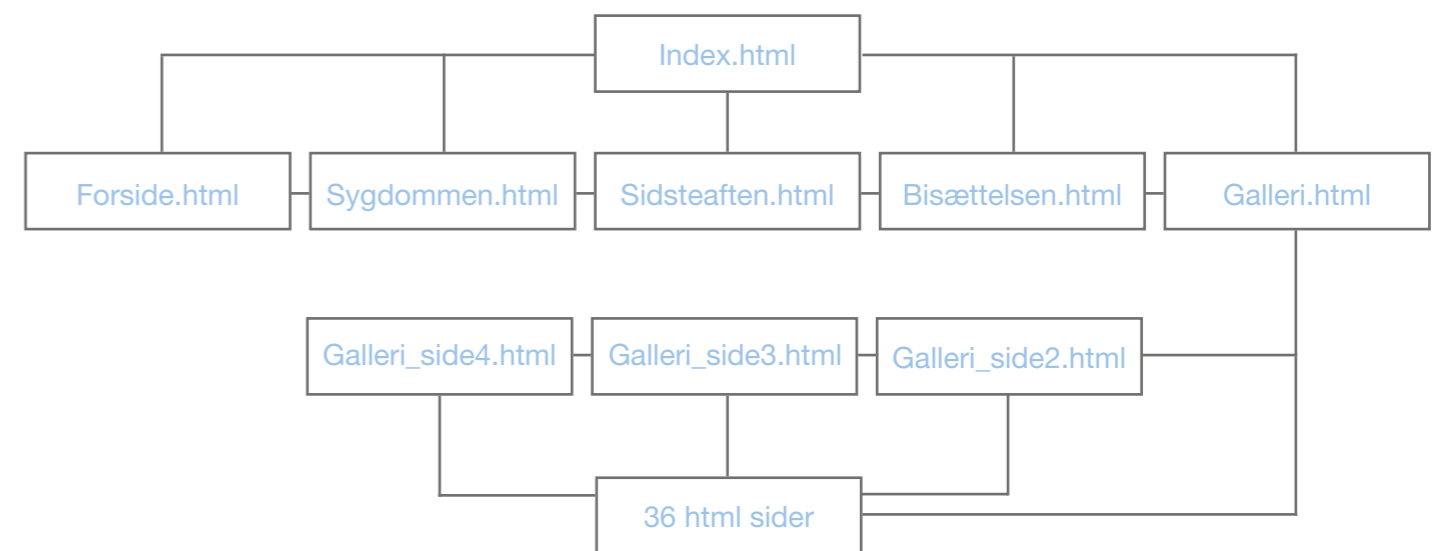 Index.html
Forside.html
Sygdommen.html
Sidsteaften.html
Bisættelsen.html
Galleri.html
Galleri_side4.html
Galleri_side3.html
Galleri_side2.html
36 html sider